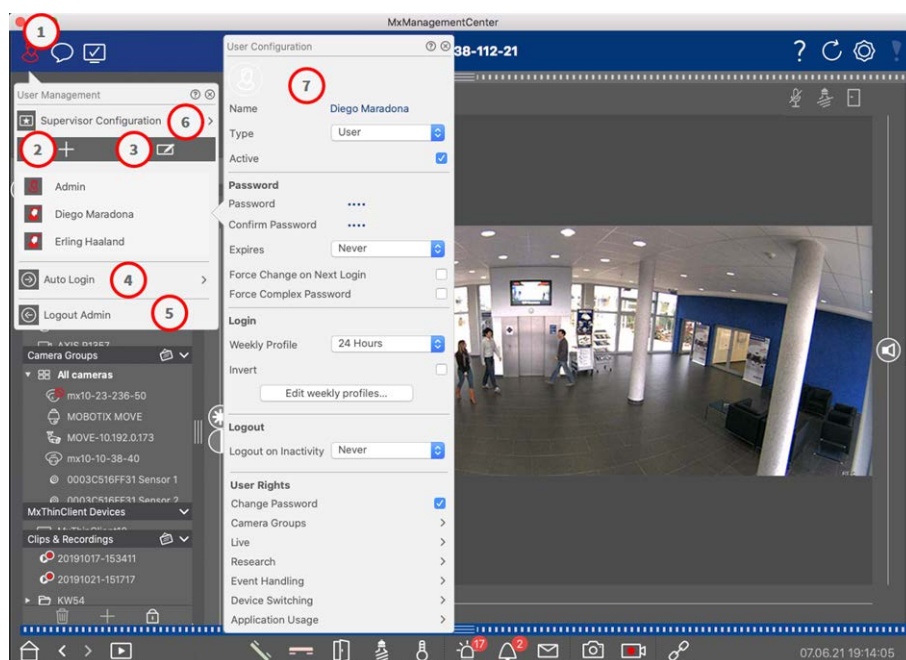 MxManagementCenter
1
38-112-21
User Management
Supervisor Configuration
6
2
3
Admin
Diego Maradona
Erling Haaland
Auto Login
4
Logout Admin
5
AXIS P1357
Camera Groups
All cameras
mx10-23-236-50
MOBOTIX MOVE
MOVE-10.192.0.173
mx10-10-38-40
0003C516FF31 Sensor 1
0003C516FF31 Sensor 2
MxThinClient Devices
Clips & Recordings
20191017-153411
20191021-151717
KW54
User Configuration
7
Name Diego Maradona
Type User
Active
Password
Password ••••
Confirm Password ••••
Expires Never
Force Change on Next Login
Force Complex Password
Login
Weekly Profile 24 Hours
Invert
Edit weekly profiles...
Logout
Logout on Inactivity Never
User Rights
Change Password
Camera Groups
Live
Research
Event Handling
Device Switching
Application Usage
17
2
07.06.21 19:14:05